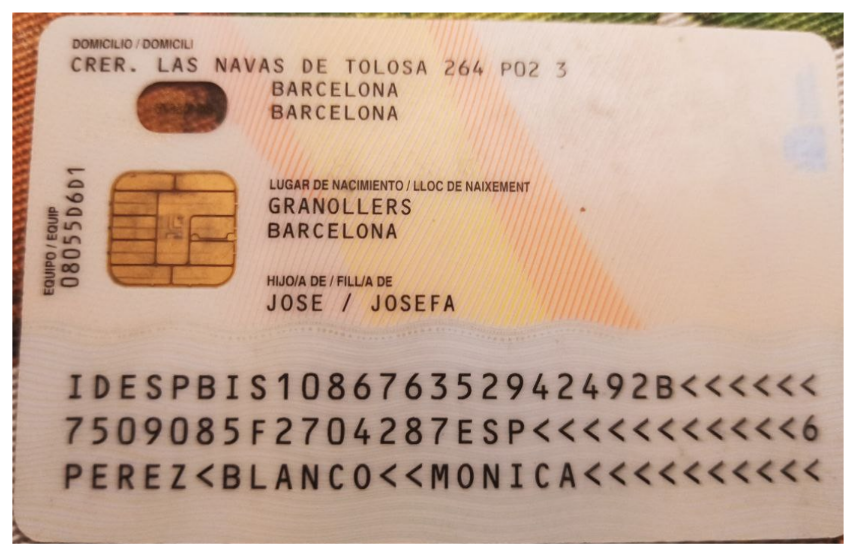 DOMICILIO / DOMICILI
CRER. LAS NAVAS DE TOLOSA 264 P02 3
BARCELONA
BARCELONA
LUGAR DE NACIMIENTO / LLOC DE NAIXEMENT
GRANOLLERS
BARCELONA
EQUIPO / EQUIP
08055D6D1
HIJO/A DE / FILL/A DE
JOSE / JOSEFA
IDESPBIS108676352942492B<<<<<<
7509085F2704287ESP<<<<<<<<<<<6
PEREZ<BLANCO<<MONICA<<<<<<<<<<